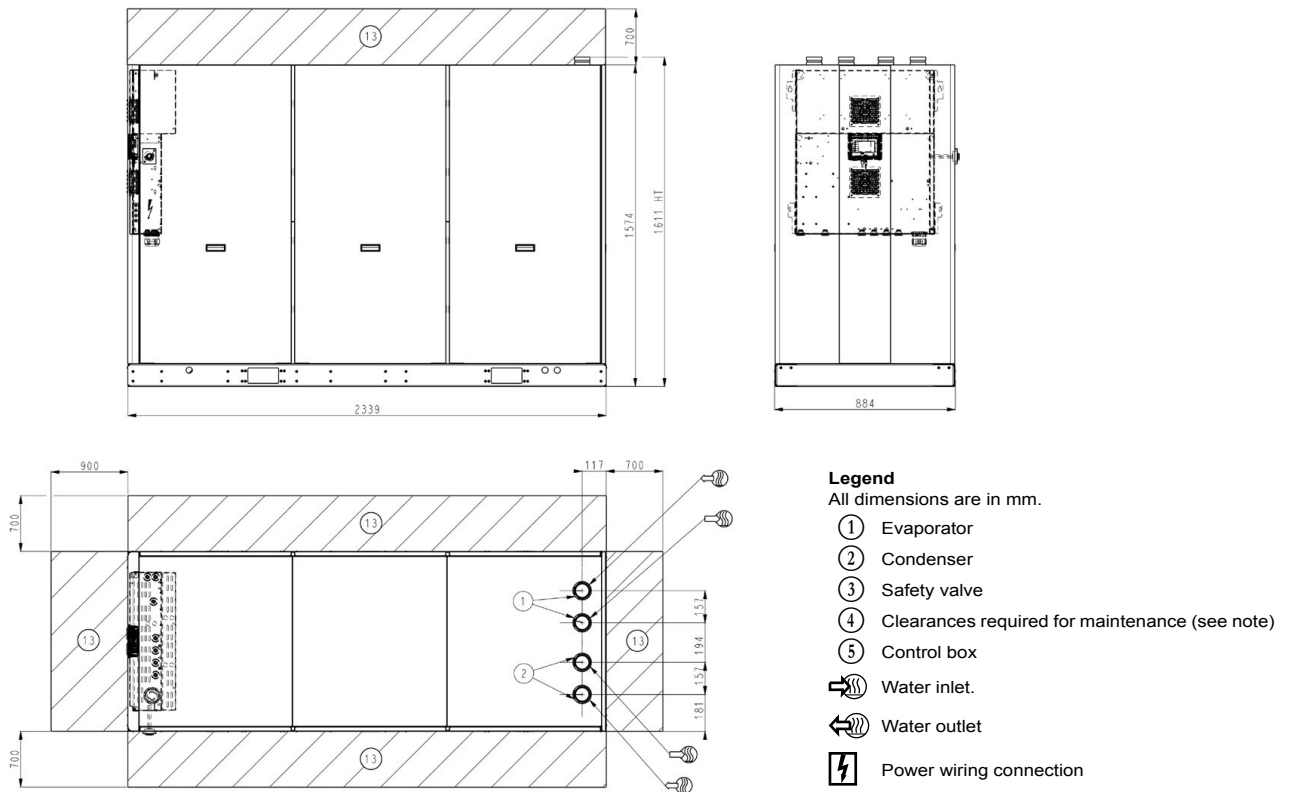 13
700
1574
1611 HT
2339
884
900
117
700
700
13
13
1
157
194
13
2
157
181
700
13
Legend
All dimensions are in mm.
1 Evaporator
2 Condenser
3 Safety valve
4 Clearances required for maintenance (see note)
5 Control box
Water inlet.
Water outlet
Power wiring connection